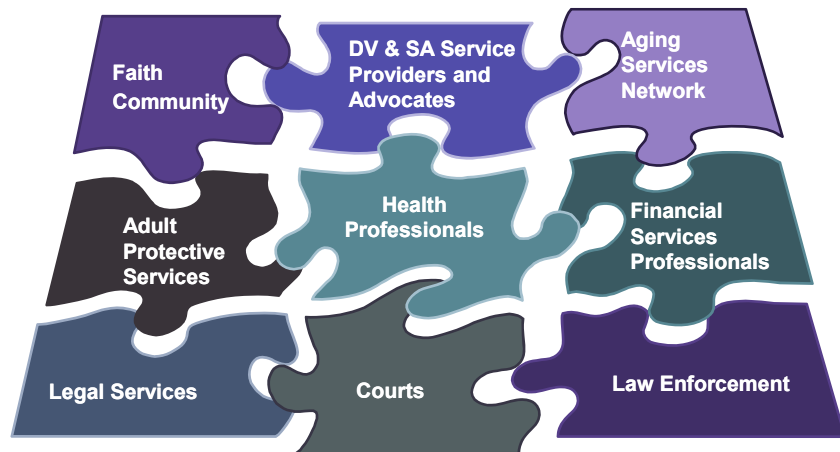 Faith
Community
DV & SA Service
Providers and
Advocates
Aging
Services
Network
Adult
Protective
Services
Health
Professionals
Financial
Services
Professionals
Legal Services
Courts
Law Enforcement